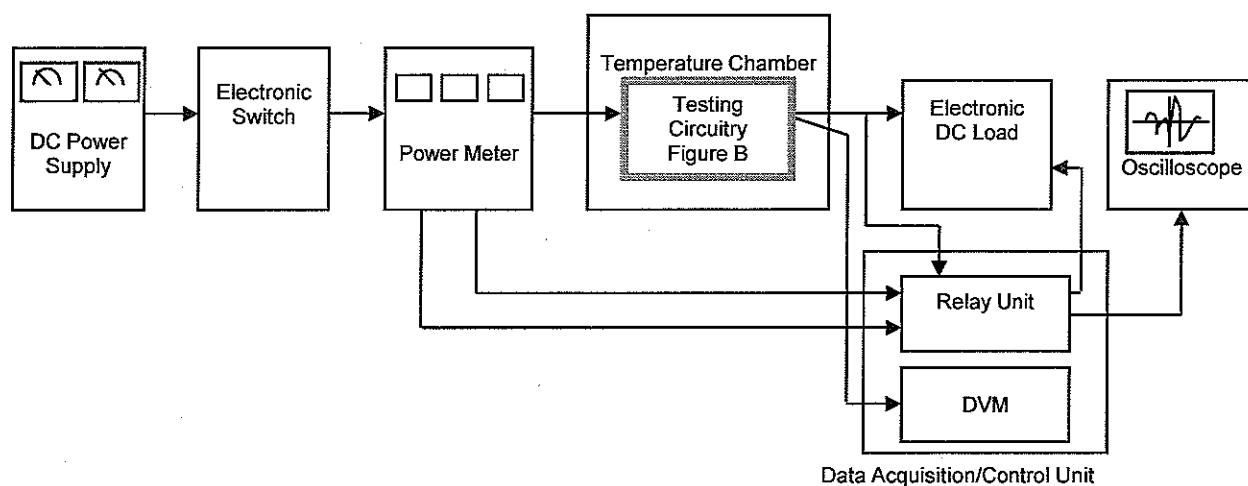 DC Power
Supply
Electronic
Switch
Power Meter
Temperature Chamber
Testing
Circuitry
Figure B
Electronic
DC Load
Oscilloscope
Relay Unit
DVM
Data Acquisition/Control Unit